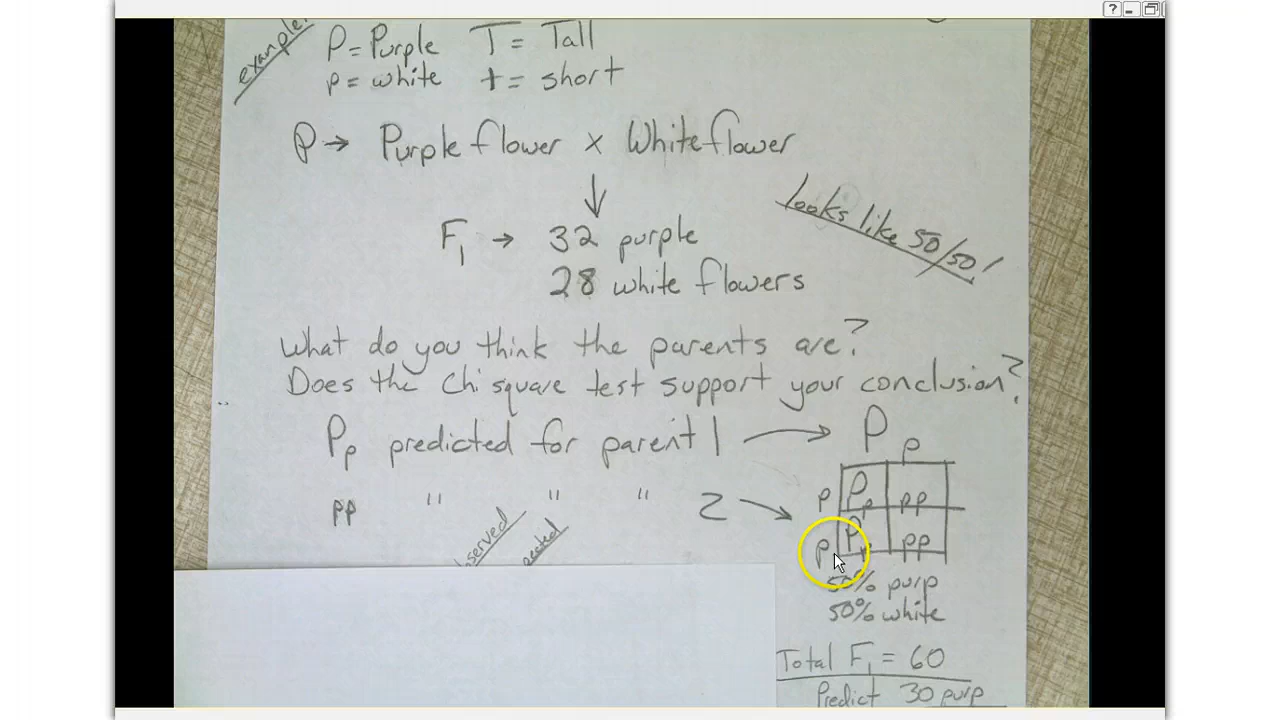 example:
P = Purple T = Tall
p = white t = short
P → Purple flower x White flower
F1 → 32 purple
28 white flowers
looks like 50/50!
What do you think the parents are?
Does the Chi square test support your conclusion?
Pp predicted for parent 1 → P p
pp " " " 2 → p Pp pp
p Pp pp
50% purp
50% white
Total F1 = 60
Predict 30 purp